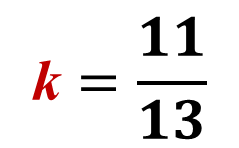 k = 11/13